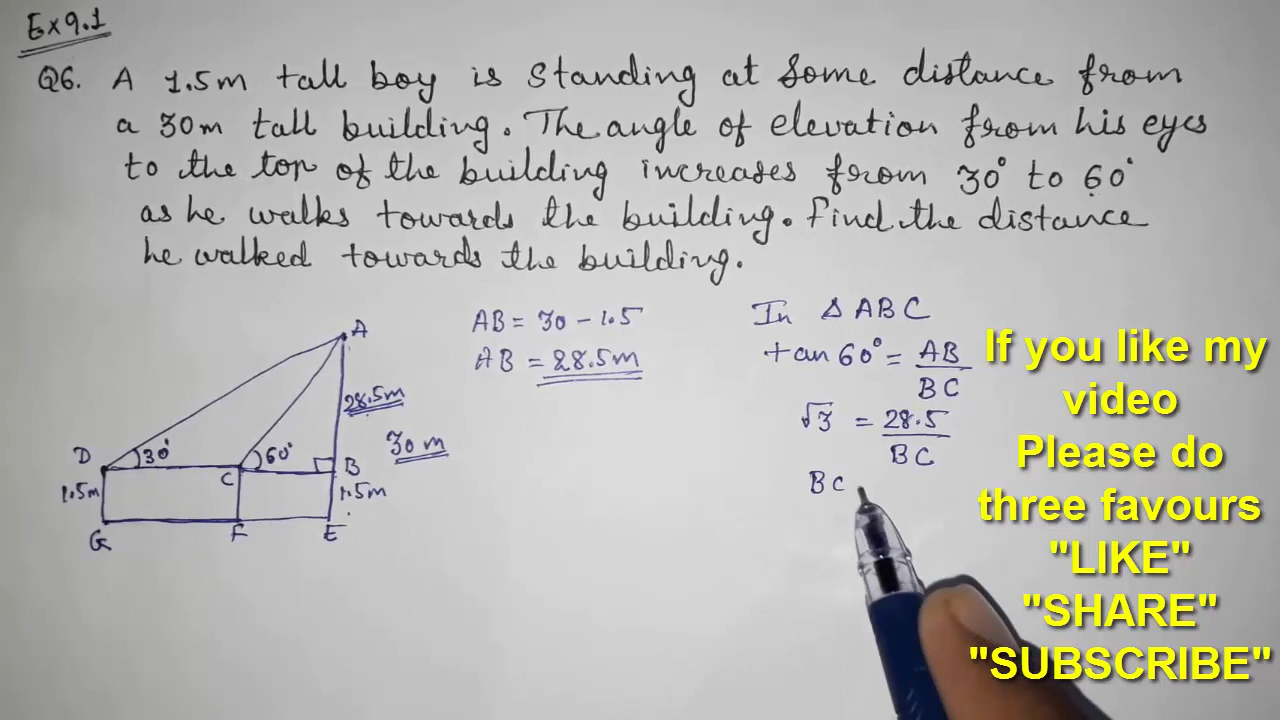 Ex 9.1
Q6. A 1.5m tall boy is standing at some distance from
a 30m tall building. The angle of elevation from his eyes
to the top of the building increases from 30° to 60°
as he walks towards the building. Find the distance
he walked towards the building.
AB = 30 - 1.5
AB = 28.5m
A
28.5m
30 m
D
30°
C
60°
B
1.5m
1.5m
G
F
E
In Δ ABC
tan 60° = AB
BC
√3 = 28.5
BC
BC
If you like my
video
Please do
three favours
"LIKE"
"SHARE"
"SUBSCRIBE"